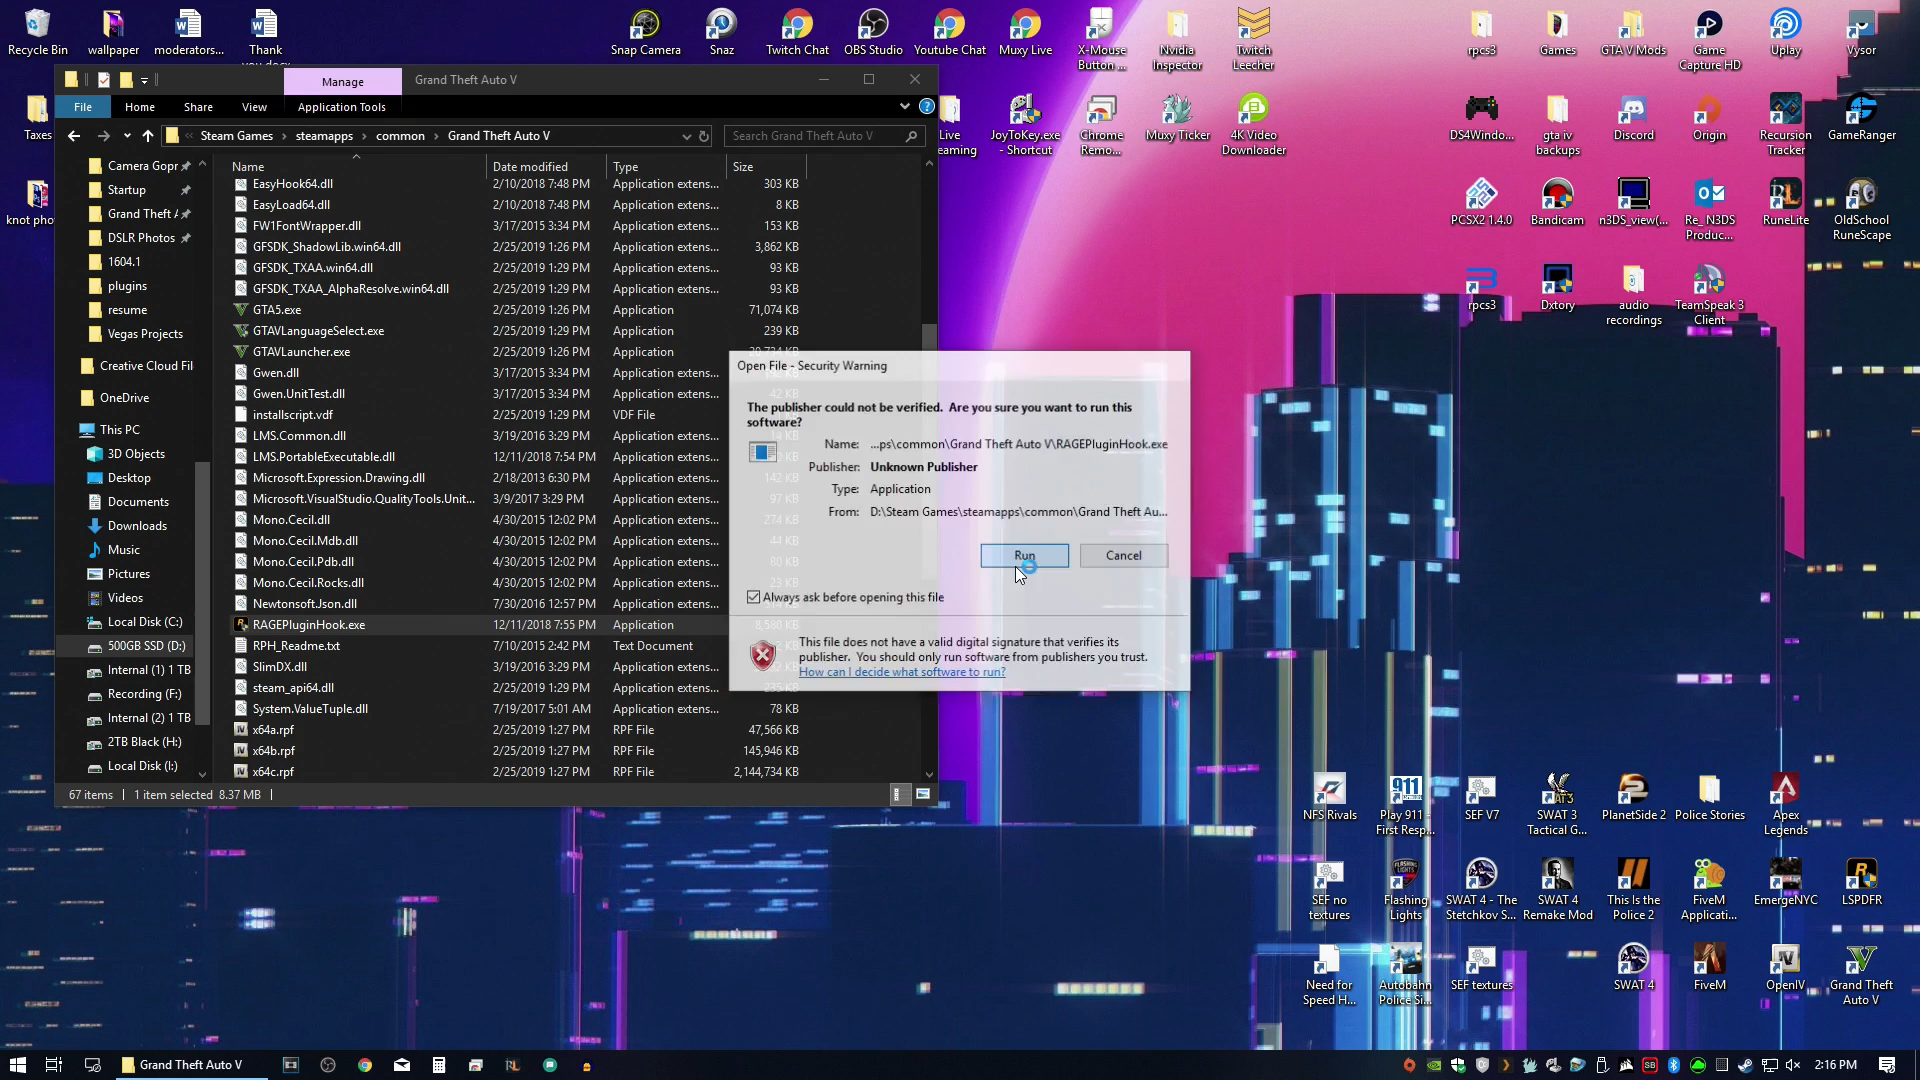 Recycle Bin
wallpaper
moderators...
Thank
you.docx
Snap Camera
Snaz
Twitch Chat
OBS Studio
Youtube Chat
Muxy Live
X-Mouse
Button ...
Nvidia
Inspector
Twitch
Leecher
rpcs3
Games
GTA V Mods
Game
Capture HD
Uplay
Vysor
Taxes
Live
JoyToKey.exe
- Shortcut
Chrome
Remo...
Muxy Ticker
4K Video
Downloader
DS4Windo...
gta iv
backups
Discord
Origin
Recursion
Tracker
GameRanger
knot pho
PCSX2 1.4.0
Bandicam
n3DS_view(...
Re_N3DS
Produc...
RuneLite
OldSchool
RuneScape
rpcs3
Dxtory
audio
recordings
TeamSpeak 3
Client
Manage
Grand Theft Auto V
File
Home
Share
View
Application Tools
Steam Games
steamapps
common
Grand Theft Auto V
Search Grand Theft Auto V
Camera Gopr
Startup
Grand Theft A
DSLR Photos
1604.1
plugins
resume
Vegas Projects
Creative Cloud Fil
OneDrive
This PC
3D Objects
Desktop
Documents
Downloads
Music
Pictures
Videos
Local Disk (C:)
500GB SSD (D:)
Internal (1) 1 TB
Recording (F:)
Internal (2) 1 TB
2TB Black (H:)
Local Disk (I:)
Name Date modified Type Size
EasyHook64.dll 2/10/2018 7:48 PM Application extens... 303 KB
EasyLoad64.dll 2/10/2018 7:48 PM Application extens... 8 KB
FW1FontWrapper.dll 3/17/2015 3:34 PM Application extens... 153 KB
GFSDK_ShadowLib.win64.dll 2/25/2019 1:26 PM Application extens... 3,862 KB
GFSDK_TXAA.win64.dll 2/25/2019 1:29 PM Application extens... 93 KB
GFSDK_TXAA_AlphaResolve.win64.dll 2/25/2019 1:29 PM Application extens... 93 KB
GTA5.exe 2/25/2019 1:26 PM Application 71,074 KB
GTAVLanguageSelect.exe 2/25/2019 1:29 PM Application 239 KB
GTAVLauncher.exe 2/25/2019 1:26 PM Application
Gwen.dll 3/17/2015 3:34 PM Application extens...
Gwen.UnitTest.dll 3/17/2015 3:34 PM Application extens... 42 KB
installscript.vdf 2/25/2019 1:29 PM VDF File
LMS.Common.dll 3/19/2016 3:29 PM Application extens... 14 KB
LMS.PortableExecutable.dll 12/11/2018 7:54 PM Application extens...
Microsoft.Expression.Drawing.dll 2/18/2013 6:30 PM Application extens... 142 KB
Microsoft.VisualStudio.QualityTools.Unit... 3/9/2017 3:29 PM Application extens... 97 KB
Mono.Cecil.dll 4/30/2015 12:02 PM Application extens... 274 KB
Mono.Cecil.Mdb.dll 4/30/2015 12:02 PM Application extens... 44 KB
Mono.Cecil.Pdb.dll 4/30/2015 12:02 PM Application extens... 80 KB
Mono.Cecil.Rocks.dll 4/30/2015 12:02 PM Application extens... 23 KB
Newtonsoft.Json.dll 7/30/2016 12:57 PM Application extens...
RAGEPluginHook.exe 12/11/2018 7:55 PM Application 8,580 KB
RPH_Readme.txt 7/10/2015 2:42 PM Text Document
SlimDX.dll 3/19/2016 3:29 PM Application extens...
steam_api64.dll 2/25/2019 1:29 PM Application extens... 235 KB
System.ValueTuple.dll 7/19/2017 5:01 AM Application extens... 78 KB
x64a.rpf 2/25/2019 1:27 PM RPF File 47,566 KB
x64b.rpf 2/25/2019 1:27 PM RPF File 145,946 KB
x64c.rpf 2/25/2019 1:27 PM RPF File 2,144,734 KB
67 items 1 item selected 8.37 MB
Open File - Security Warning
The publisher could not be verified. Are you sure you want to run this
software?
Name: ...ps\common\Grand Theft Auto V\RAGEPluginHook.exe
Publisher: Unknown Publisher
Type: Application
From: D:\Steam Games\steamapps\common\Grand Theft Au...
Run
Cancel
Always ask before opening this file
This file does not have a valid digital signature that verifies its
publisher. You should only run software from publishers you trust.
How can I decide what software to run?
NFS Rivals
Play 911 -
First Resp...
SEF V7
SWAT 3
Tactical G...
PlanetSide 2
Police Stories
Apex
Legends
SEF no
textures
Flashing
Lights
SWAT 4 - The
Stetchkov S...
SWAT 4
Remake Mod
This Is the
Police 2
FiveM
Applicati...
EmergeNYC
LSPDFR
Need for
Speed H...
Autobahn
Police Si...
SEF textures
SWAT 4
FiveM
OpenIV
Grand Theft
Auto V
Grand Theft Auto V
2:16 PM